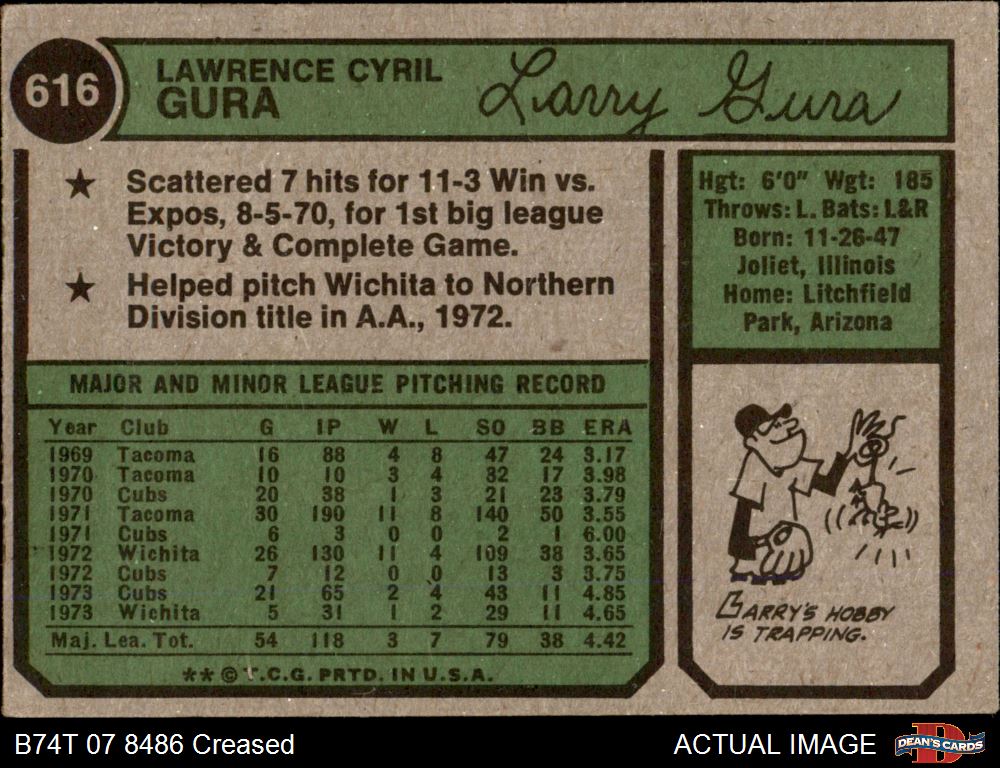 616
LAWRENCE CYRIL
GURA
Larry Gura
★ Scattered 7 hits for 11-3 Win vs.
Expos, 8-5-70, for 1st big league
Victory & Complete Game.
★ Helped pitch Wichita to Northern
Division title in A.A., 1972.
Hgt: 6'0" Wgt: 185
Throws: L. Bats: L&R
Born: 11-26-47
Joliet, Illinois
Home: Litchfield
Park, Arizona
MAJOR AND MINOR LEAGUE PITCHING RECORD
Year Club G IP W L SO BB ERA
1969 Tacoma 16 88 4 8 47 24 3.17
1970 Tacoma 10 10 3 4 32 17 3.98
1970 Cubs 20 38 1 3 21 23 3.79
1971 Tacoma 30 190 11 8 140 50 3.55
1971 Cubs 6 3 0 0 2 1 6.00
1972 Wichita 26 130 11 4 109 38 3.65
1972 Cubs 7 12 0 0 13 3 3.75
1973 Cubs 21 65 2 4 43 11 4.85
1973 Wichita 5 31 1 2 29 11 4.65
Maj. Lea. Tot. 54 118 3 7 79 38 4.42
** © T.C.G. PRTD. IN U.S.A.
LARRY'S HOBBY
IS TRAPPING.
B74T 07 8486 Creased
ACTUAL IMAGE
D
DEAN'S CARDS